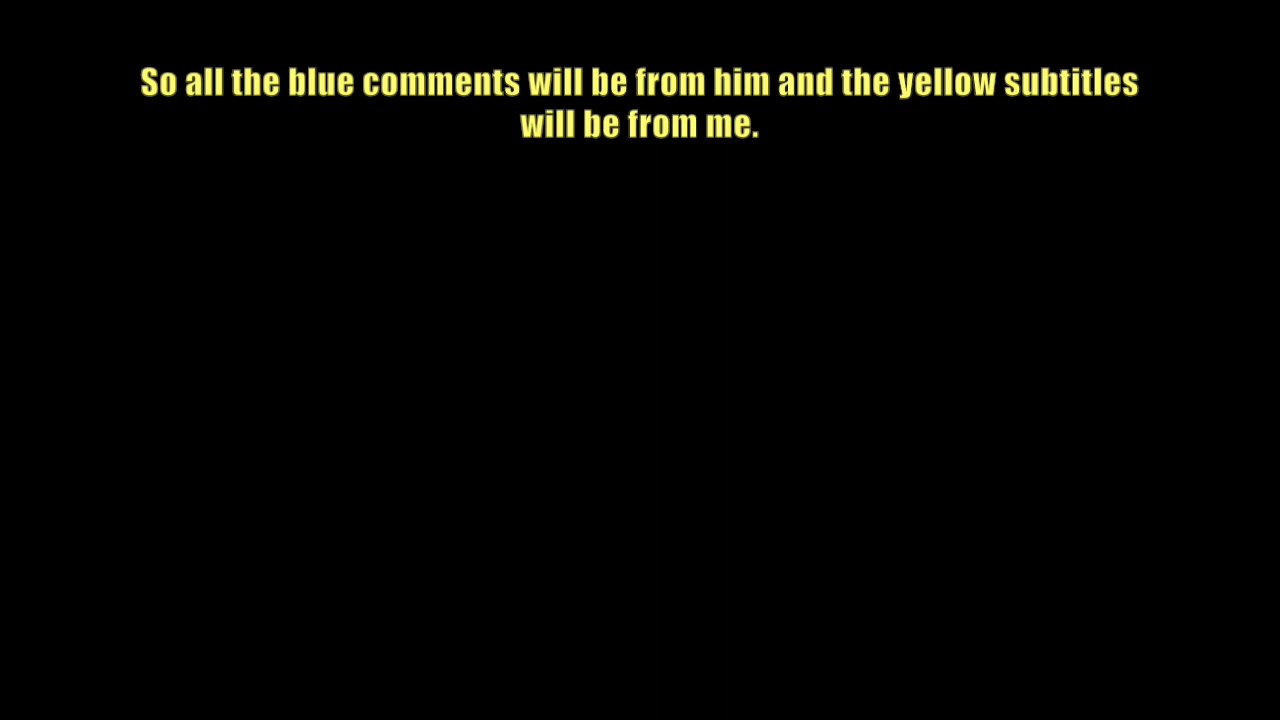 So all the blue comments will be from him and the yellow subtitles
will be from me.